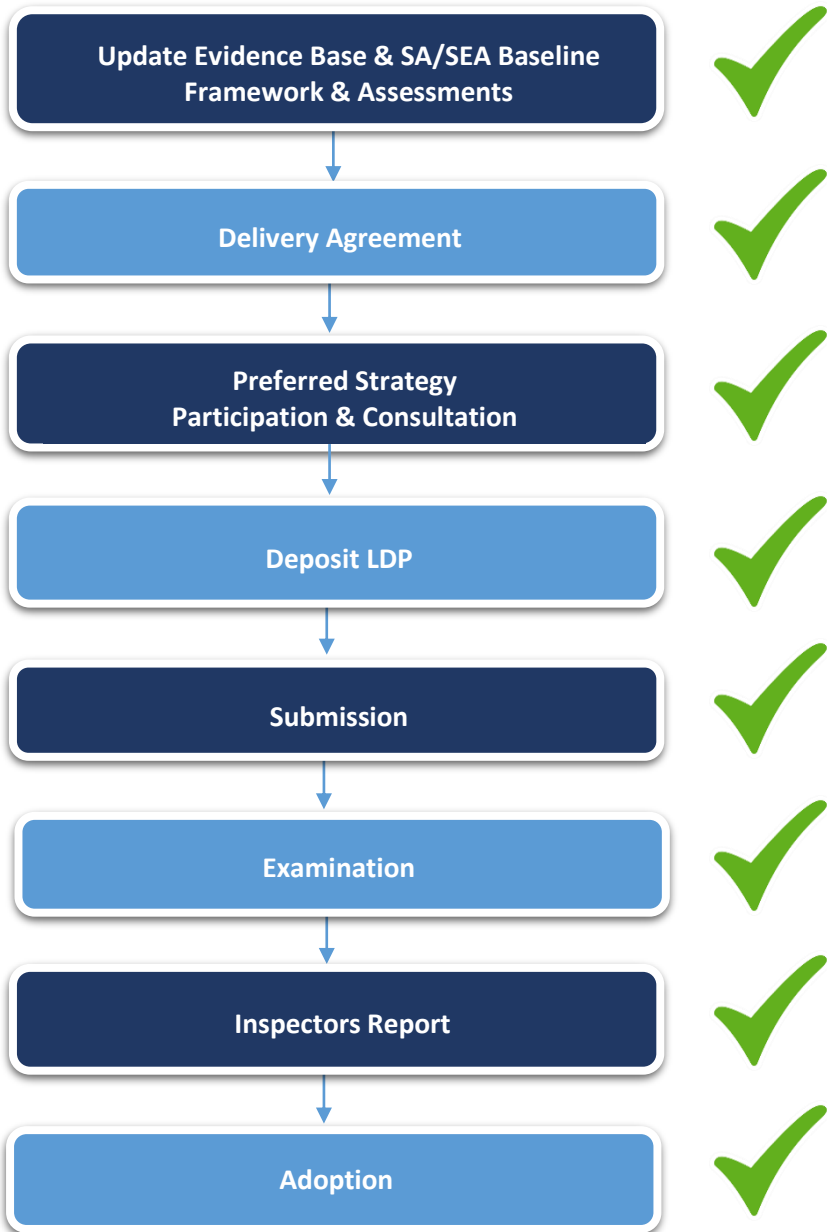 Update Evidence Base & SA/SEA Baseline
Framework & Assessments
Delivery Agreement
Preferred Strategy
Participation & Consultation
Deposit LDP
Submission
Examination
Inspectors Report
Adoption